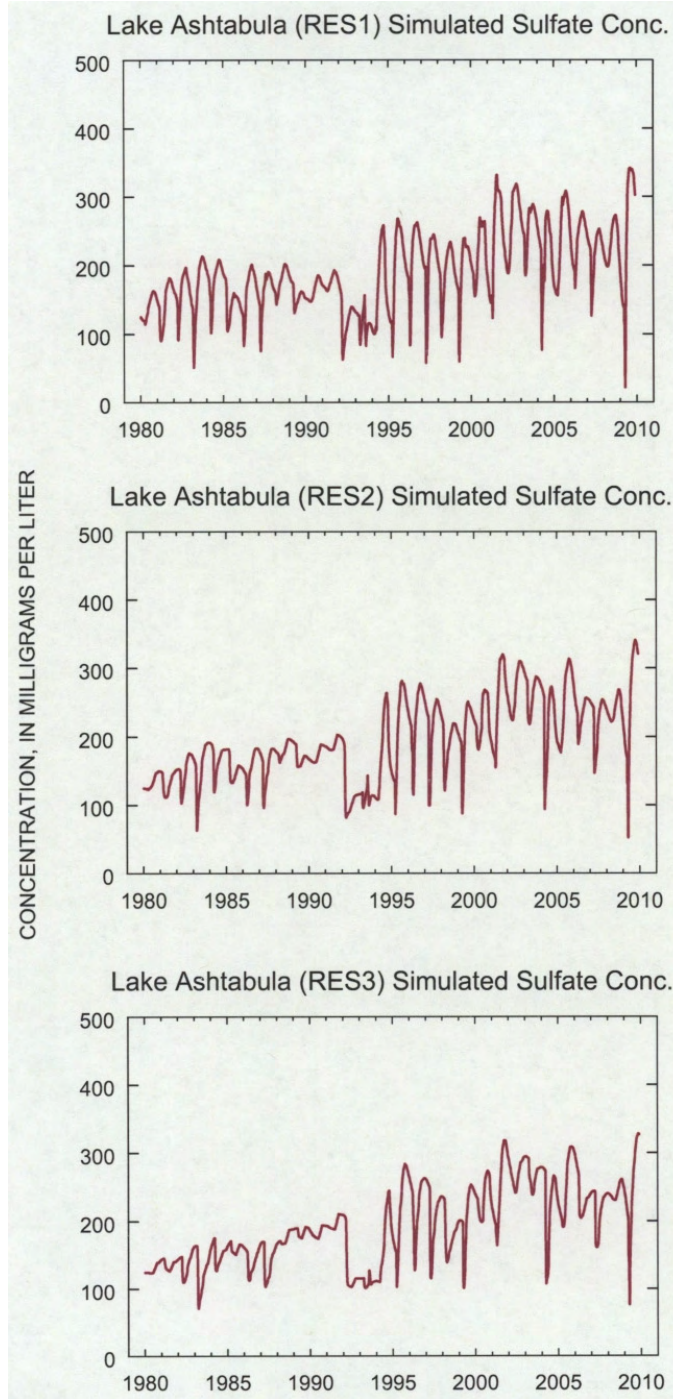 Lake Ashtabula (RES1) Simulated Sulfate Conc.
500
400
300
200
100
0
1980 1985 1990 1995 2000 2005 2010
CONCENTRATION, IN MILLIGRAMS PER LITER
Lake Ashtabula (RES2) Simulated Sulfate Conc.
500
400
300
200
100
0
1980 1985 1990 1995 2000 2005 2010
Lake Ashtabula (RES3) Simulated Sulfate Conc.
500
400
300
200
100
0
1980 1985 1990 1995 2000 2005 2010